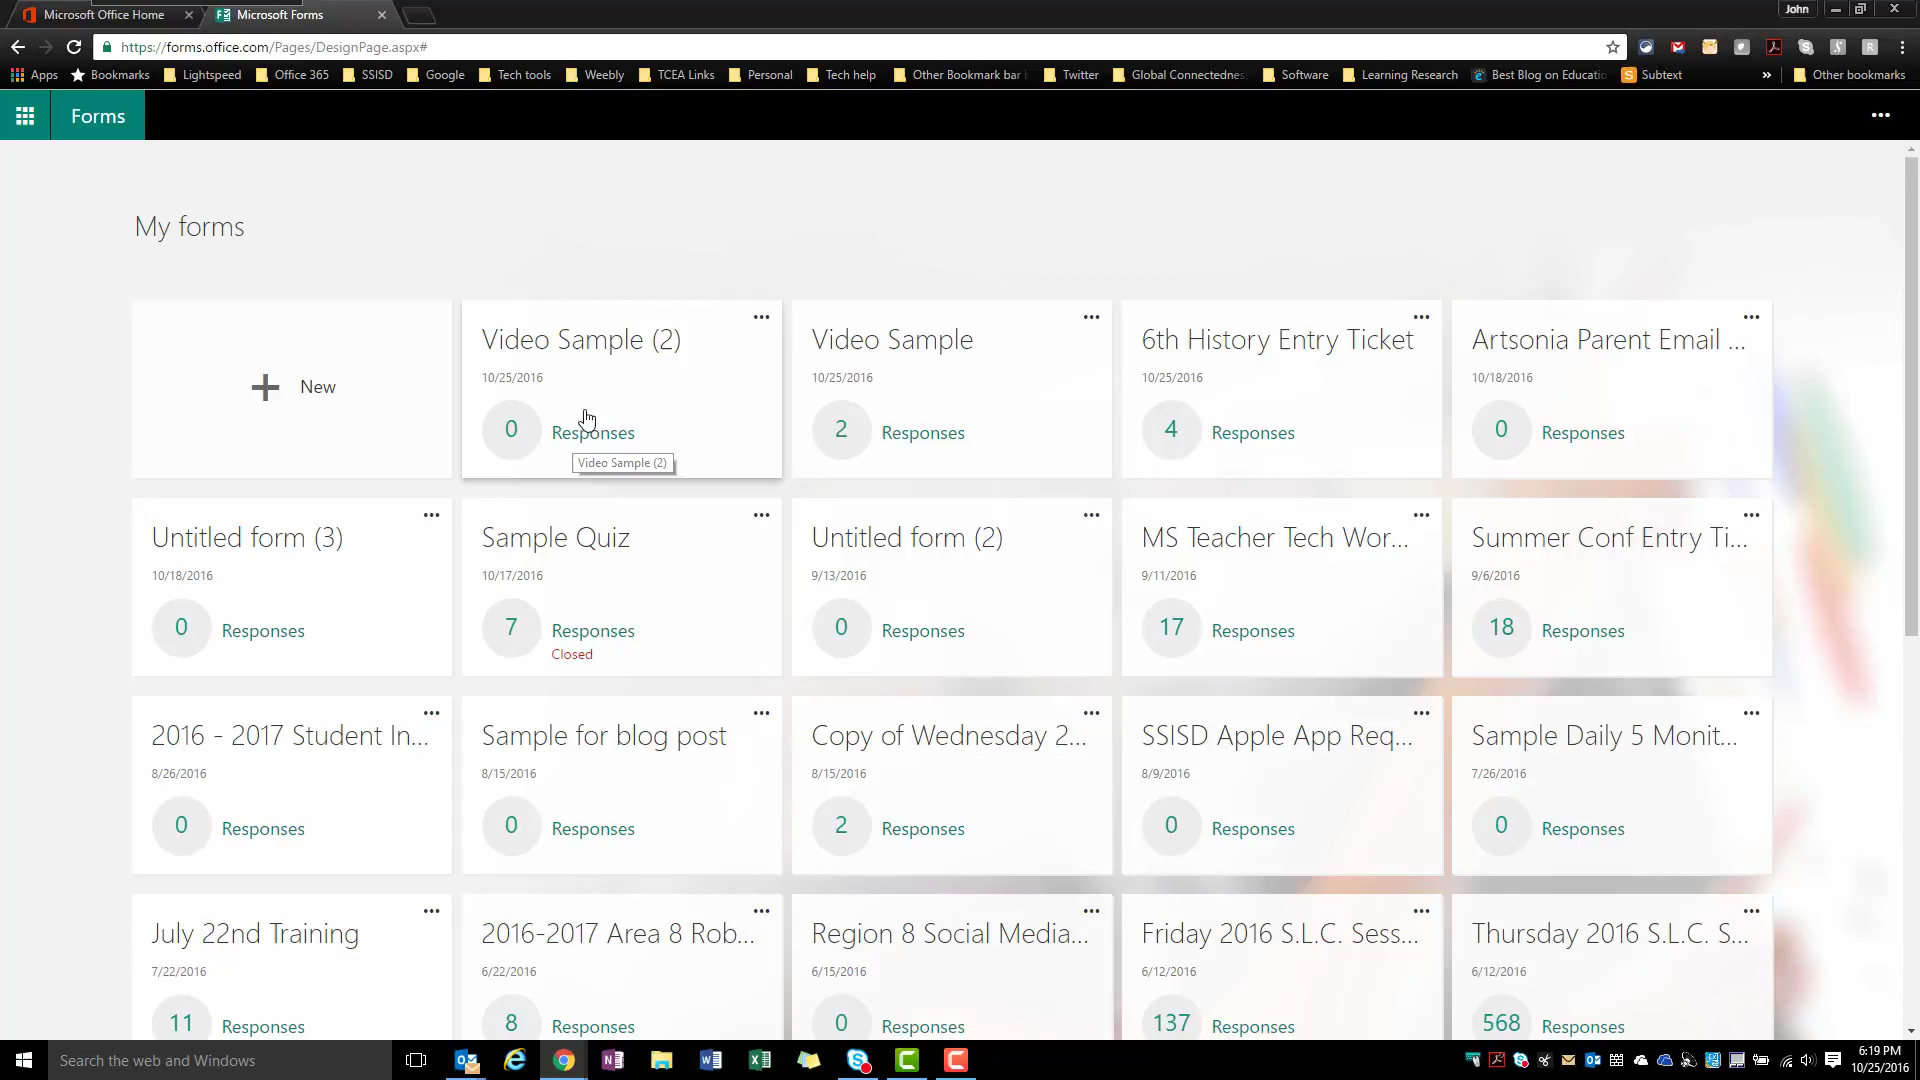 Microsoft Office Home
Microsoft Forms
John
https://forms.office.com/Pages/DesignPage.aspx#
Apps
Bookmarks
Lightspeed
Office 365
SSISD
Google
Tech tools
Weebly
TCEA Links
Personal
Tech help
Other Bookmark bar b
Twitter
Global Connectednes
Software
Learning Research
Best Blog on Educatio
Subtext
»
Other bookmarks
Forms
My forms
New
Video Sample (2)
10/25/2016
0 Responses
Video Sample (2)
Video Sample
10/25/2016
2 Responses
6th History Entry Ticket
10/25/2016
4 Responses
Artsonia Parent Email ...
10/18/2016
0 Responses
Untitled form (3)
10/18/2016
0 Responses
Sample Quiz
10/17/2016
7 Responses
Closed
Untitled form (2)
9/13/2016
0 Responses
MS Teacher Tech Wor...
9/11/2016
17 Responses
Summer Conf Entry Ti...
9/6/2016
18 Responses
2016 - 2017 Student In...
8/26/2016
0 Responses
Sample for blog post
8/15/2016
0 Responses
Copy of Wednesday 2...
8/15/2016
2 Responses
SSISD Apple App Req...
8/9/2016
0 Responses
Sample Daily 5 Monit...
7/26/2016
0 Responses
July 22nd Training
7/22/2016
11 Responses
2016-2017 Area 8 Rob...
6/22/2016
8 Responses
Region 8 Social Media...
6/15/2016
0 Responses
Friday 2016 S.L.C. Sess...
6/12/2016
137 Responses
Thursday 2016 S.L.C. S...
6/12/2016
568 Responses
Search the web and Windows
6:19 PM
10/25/2016